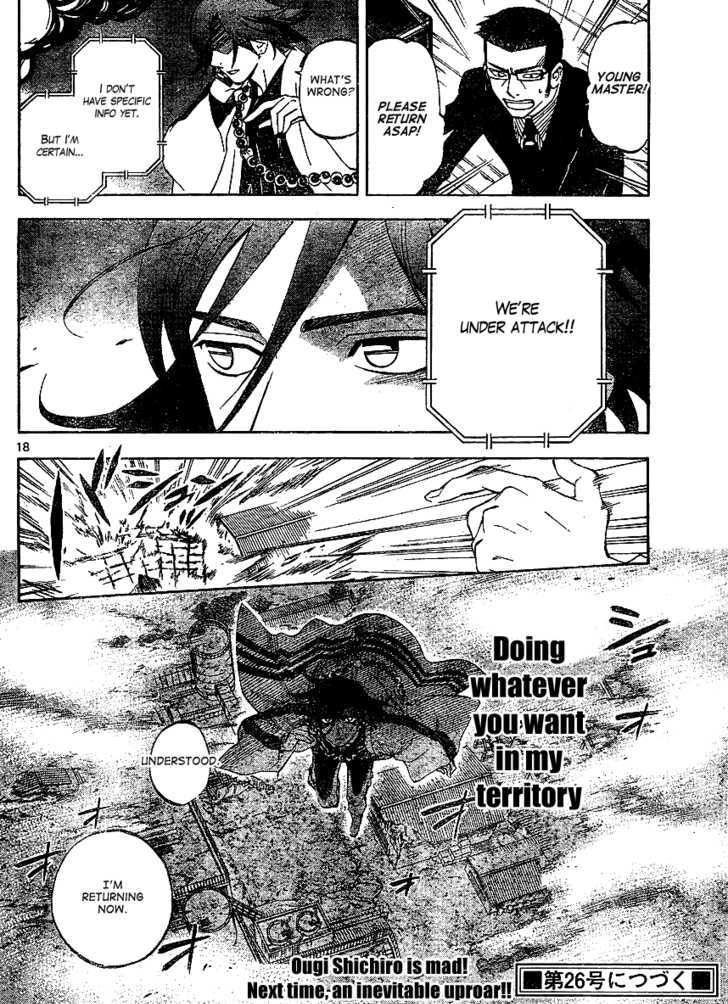 YOUNG
MASTER!
PLEASE
RETURN
ASAP!
WHAT'S
WRONG?
I DON'T
HAVE SPECIFIC
INFO YET.
BUT I'M
CERTAIN...
WE'RE
UNDER ATTACK!!
18
Doing
whatever
you want
in my
territory
UNDERSTOOD.
I'M
RETURNING
NOW.
Ougi Shichiro is mad!
Next time: an inevitable uproar!!
■第26号につづく■